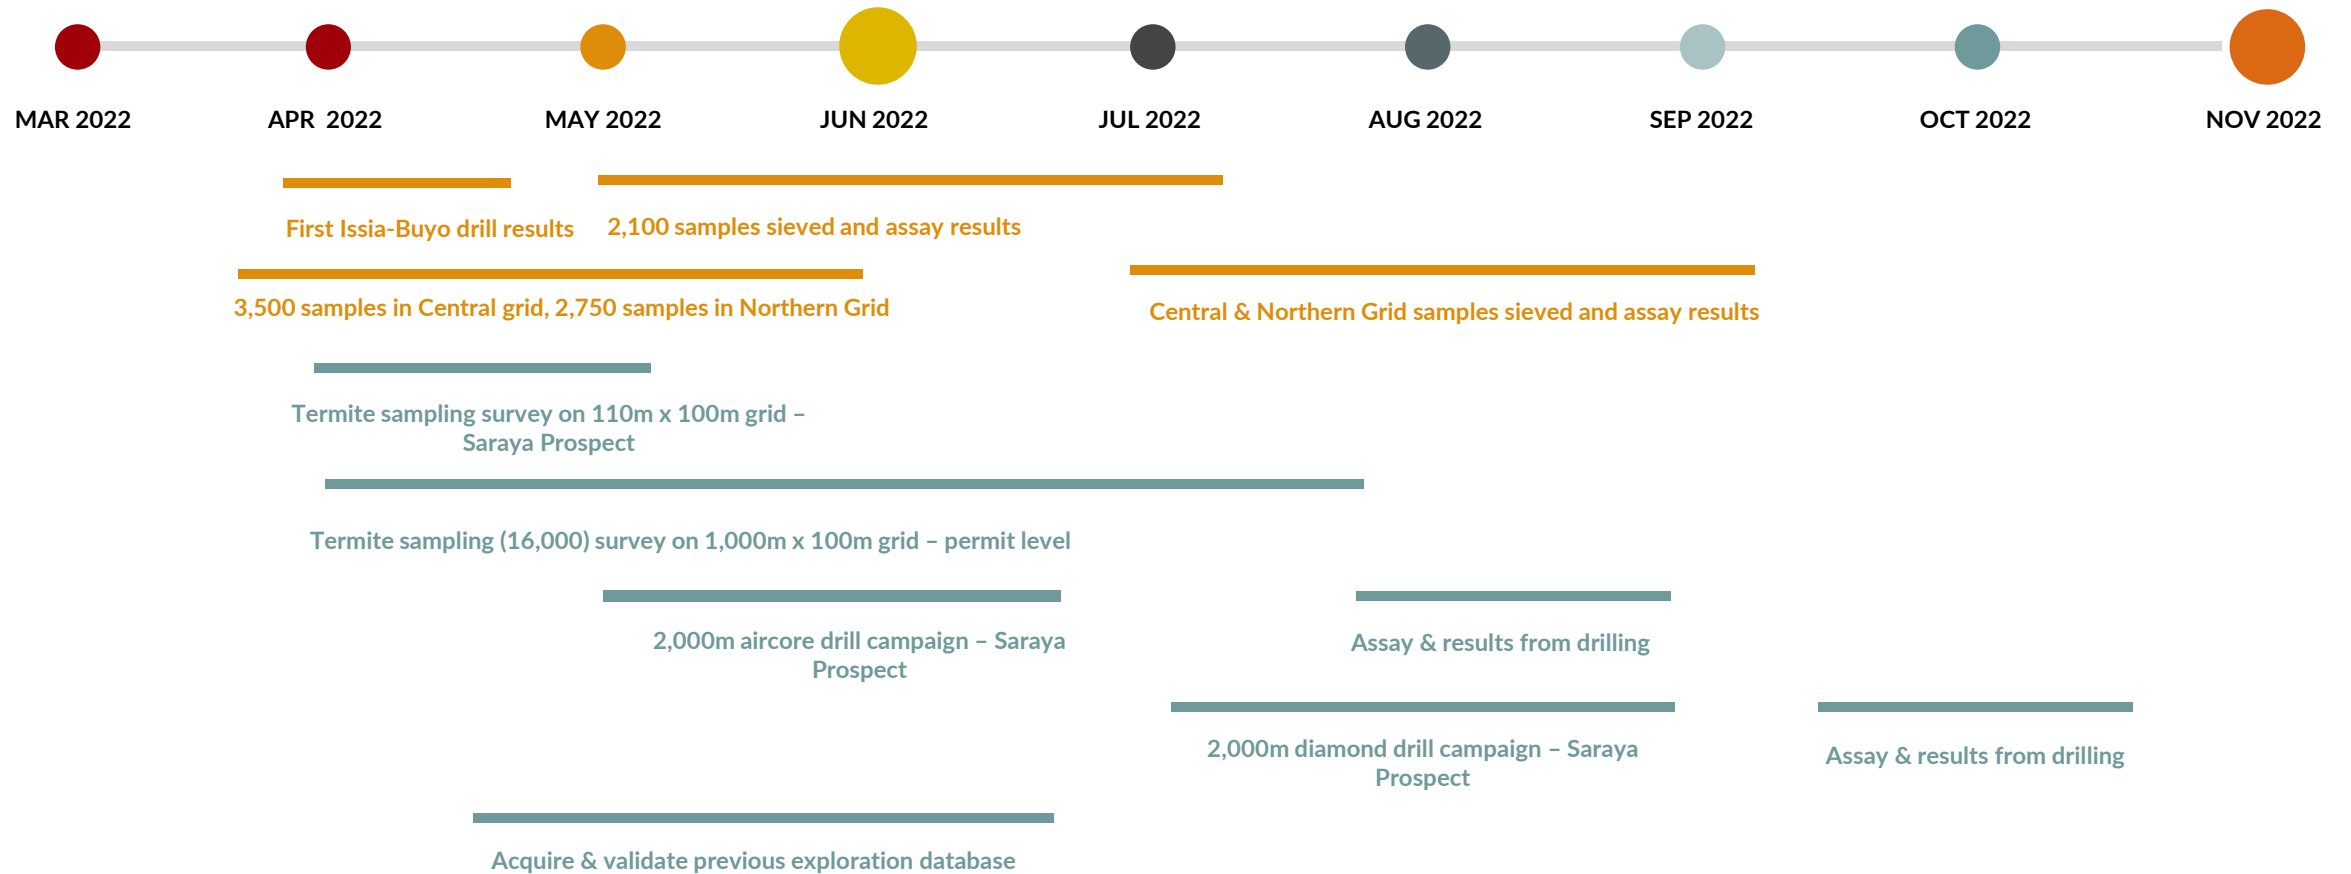 MAR 2022
APR  2022
MAY 2022
JUN 2022
JUL 2022
AUG 2022
SEP 2022
OCT 2022
NOV 2022
First Issia-Buyo drill results
2,100 samples sieved and assay results
3,500 samples in Central grid, 2,750 samples in Northern Grid
Central & Northern Grid samples sieved and assay results
Termite sampling survey on 110m x 100m grid –
Saraya Prospect
Termite sampling (16,000) survey on 1,000m x 100m grid – permit level
2,000m aircore drill campaign – Saraya
Prospect
Assay & results from drilling
2,000m diamond drill campaign – Saraya
Prospect
Assay & results from drilling
Acquire & validate previous exploration database